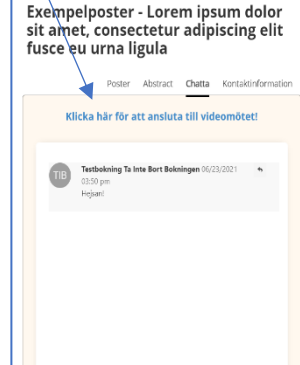 Exempelposter - Lorem ipsum dolor
sit amet, consectetur adipiscing elit
fusce eu urna ligula
Poster Abstract Chatta Kontaktinformation
Klicka här för att ansluta till videomötet!
TIB
Testbokning Ta Inte Bort Bokningen 06/23/2021
03:50 pm
Hejsan!